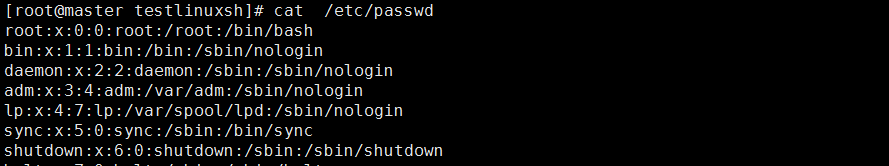 [root@master testlinuxsh]# cat  /etc/passwd
root:x:0:0:root:/root:/bin/bash
bin:x:1:1:bin:/bin:/sbin/nologin
daemon:x:2:2:daemon:/sbin:/sbin/nologin
adm:x:3:4:adm:/var/adm:/sbin/nologin
lp:x:4:7:lp:/var/spool/lpd:/sbin/nologin
sync:x:5:0:sync:/sbin:/bin/sync
shutdown:x:6:0:shutdown:/sbin:/sbin/shutdown